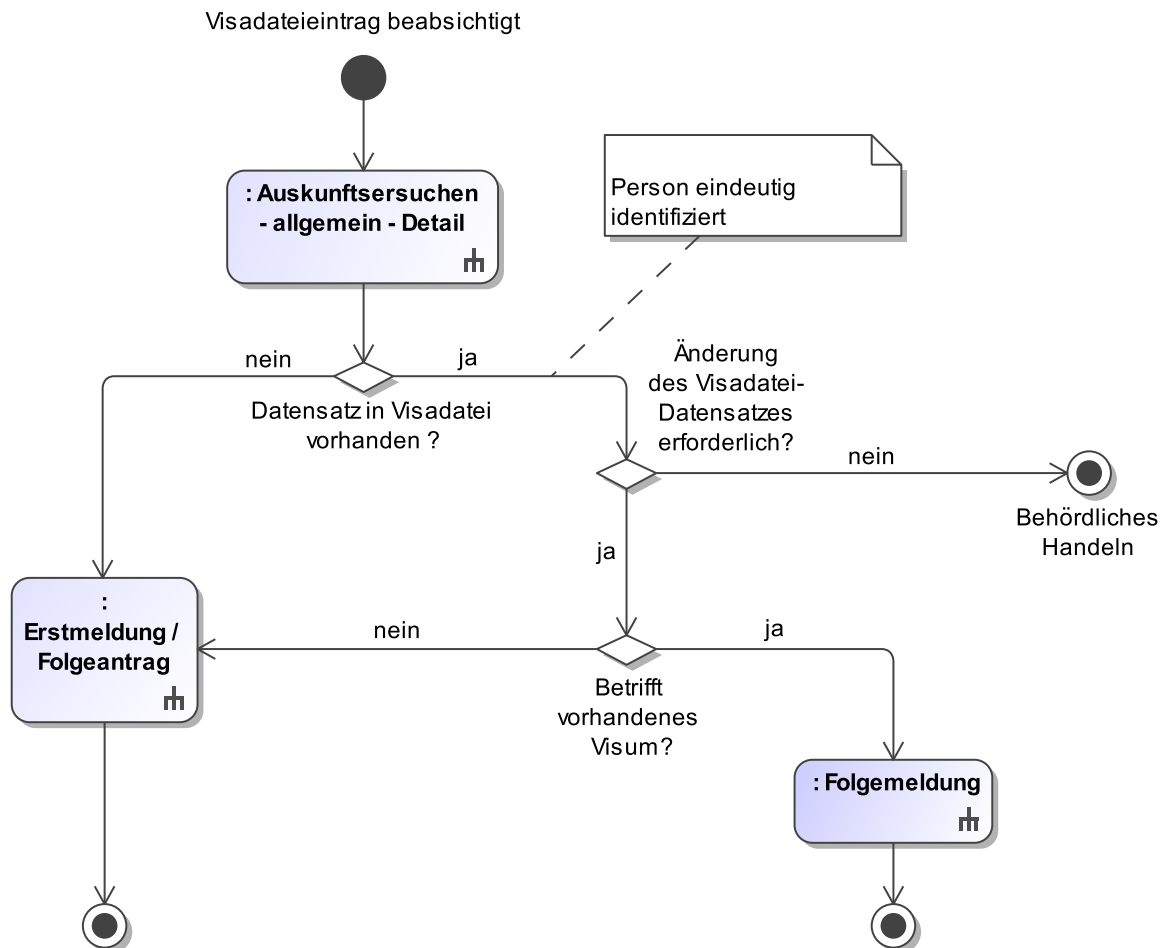 Visadateieintrag beabsichtigt
: Auskunftsersuchen
- allgemein - Detail
Person eindeutig
identifiziert
nein
ja
Datensatz in Visadatei
vorhanden ?
Änderung
des Visadatei-
Datensatzes
erforderlich?
nein
Behördliches
Handeln
ja
:
Erstmeldung /
Folgeantrag
nein
ja
Betrifft
vorhandenes
Visum?
: Folgemeldung